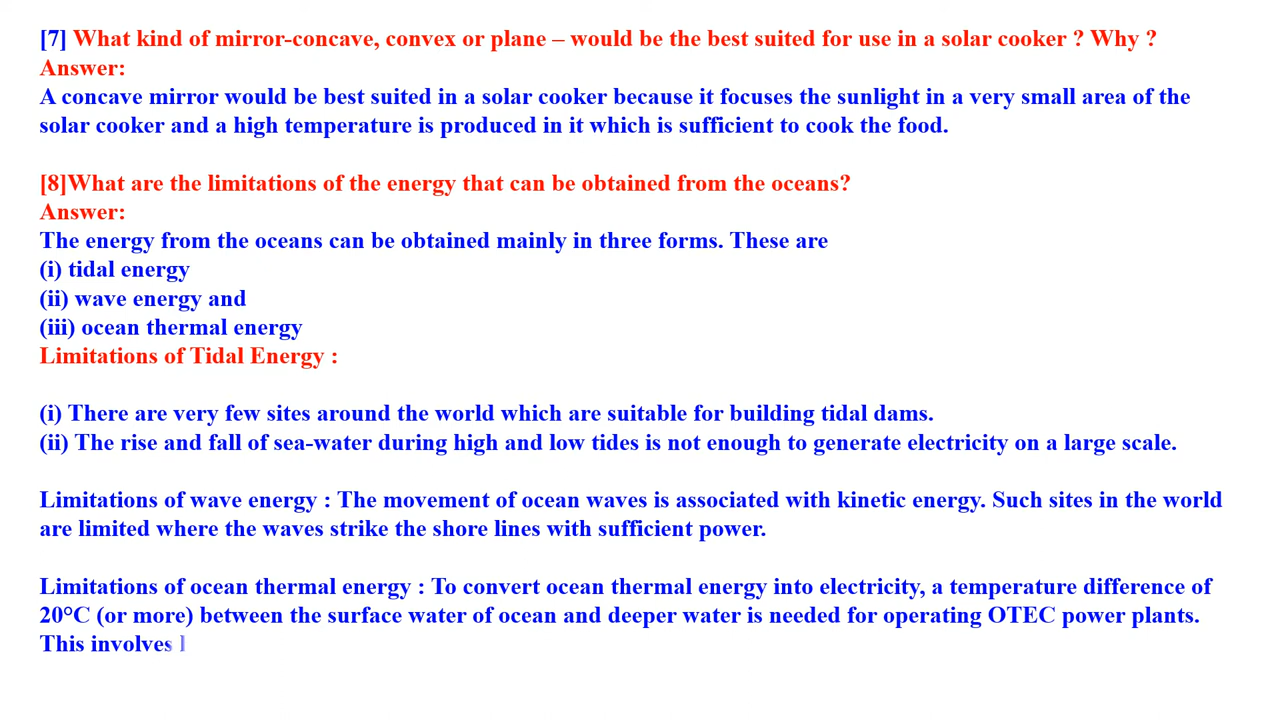 [7] What kind of mirror-concave, convex or plane – would be the best suited for use in a solar cooker ? Why ?
Answer:
A concave mirror would be best suited in a solar cooker because it focuses the sunlight in a very small area of the
solar cooker and a high temperature is produced in it which is sufficient to cook the food.
[8]What are the limitations of the energy that can be obtained from the oceans?
Answer:
The energy from the oceans can be obtained mainly in three forms. These are
(i) tidal energy
(ii) wave energy and
(iii) ocean thermal energy
Limitations of Tidal Energy :
(i) There are very few sites around the world which are suitable for building tidal dams.
(ii) The rise and fall of sea-water during high and low tides is not enough to generate electricity on a large scale.
Limitations of wave energy : The movement of ocean waves is associated with kinetic energy. Such sites in the world
are limited where the waves strike the shore lines with sufficient power.
Limitations of ocean thermal energy : To convert ocean thermal energy into electricity, a temperature difference of
20°C (or more) between the surface water of ocean and deeper water is needed for operating OTEC power plants.
This involves